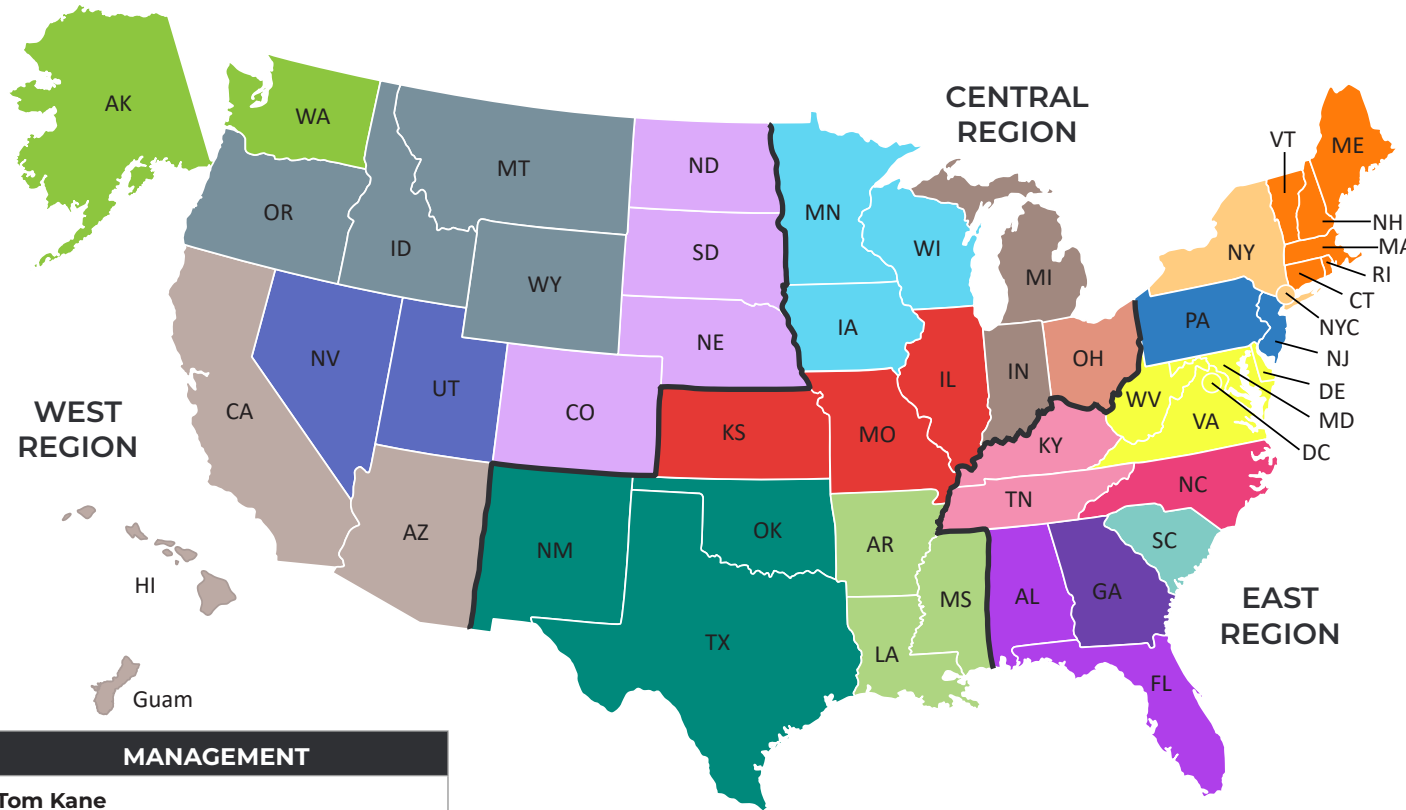 AK
WA
OR
ID
MT
WY
ND
SD
NE
CO
NV
UT
CA
AZ
HI
Guam
WEST
REGION
CENTRAL
REGION
MN
WI
IA
MI
IL
IN
OH
KS
MO
NM
OK
TX
AR
LA
MS
EAST
REGION
VT
ME
NH
MA
RI
CT
NYC
NY
PA
NJ
DE
MD
DC
WV
VA
KY
TN
NC
SC
AL
GA
FL
MANAGEMENT
Tom Kane